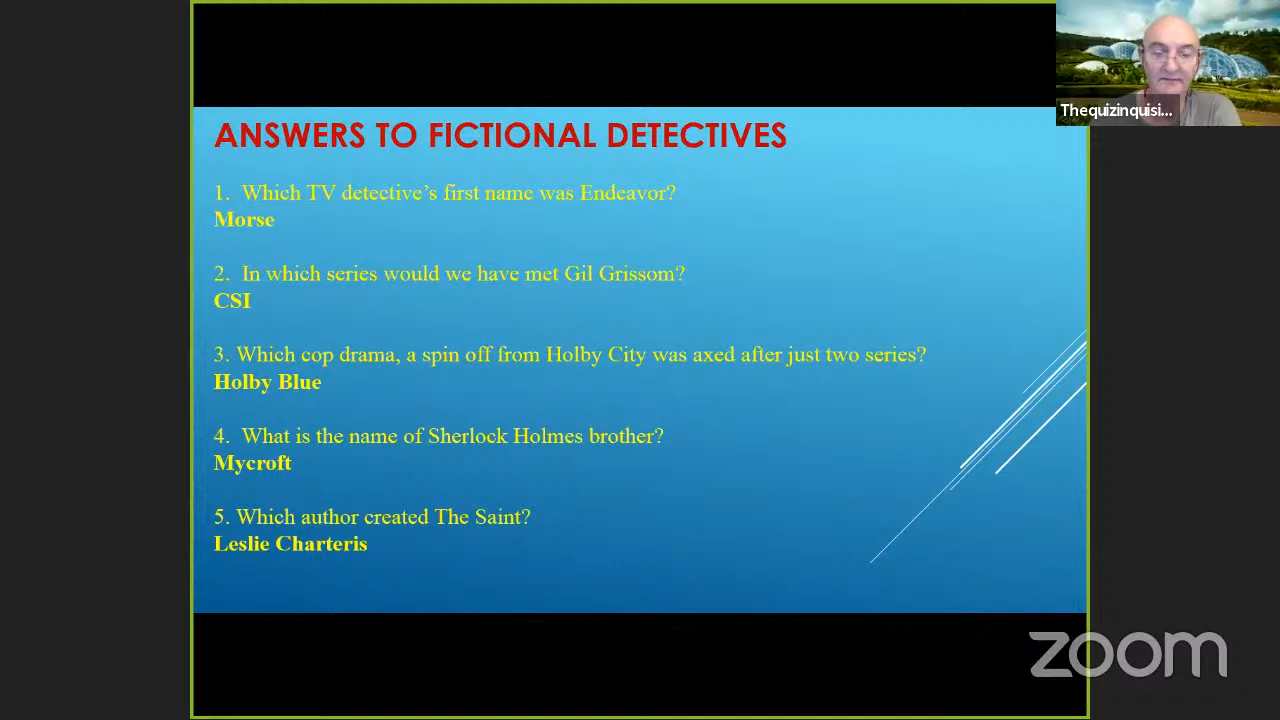 Thequizinquisi...
ANSWERS TO FICTIONAL DETECTIVES
1. Which TV detective’s first name was Endeavor?
Morse
2. In which series would we have met Gil Grissom?
CSI
3. Which cop drama, a spin off from Holby City was axed after just two series?
Holby Blue
4. What is the name of Sherlock Holmes brother?
Mycroft
5. Which author created The Saint?
Leslie Charteris
zoom